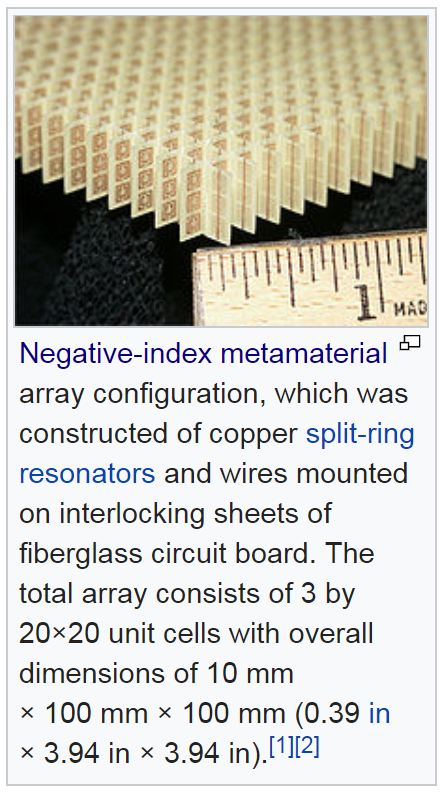 1
MAD
Negative-index metamaterial
array configuration, which was
constructed of copper split-ring
resonators and wires mounted
on interlocking sheets of
fiberglass circuit board. The
total array consists of 3 by
20×20 unit cells with overall
dimensions of 10 mm
× 100 mm × 100 mm (0.39 in
× 3.94 in × 3.94 in).[1][2]